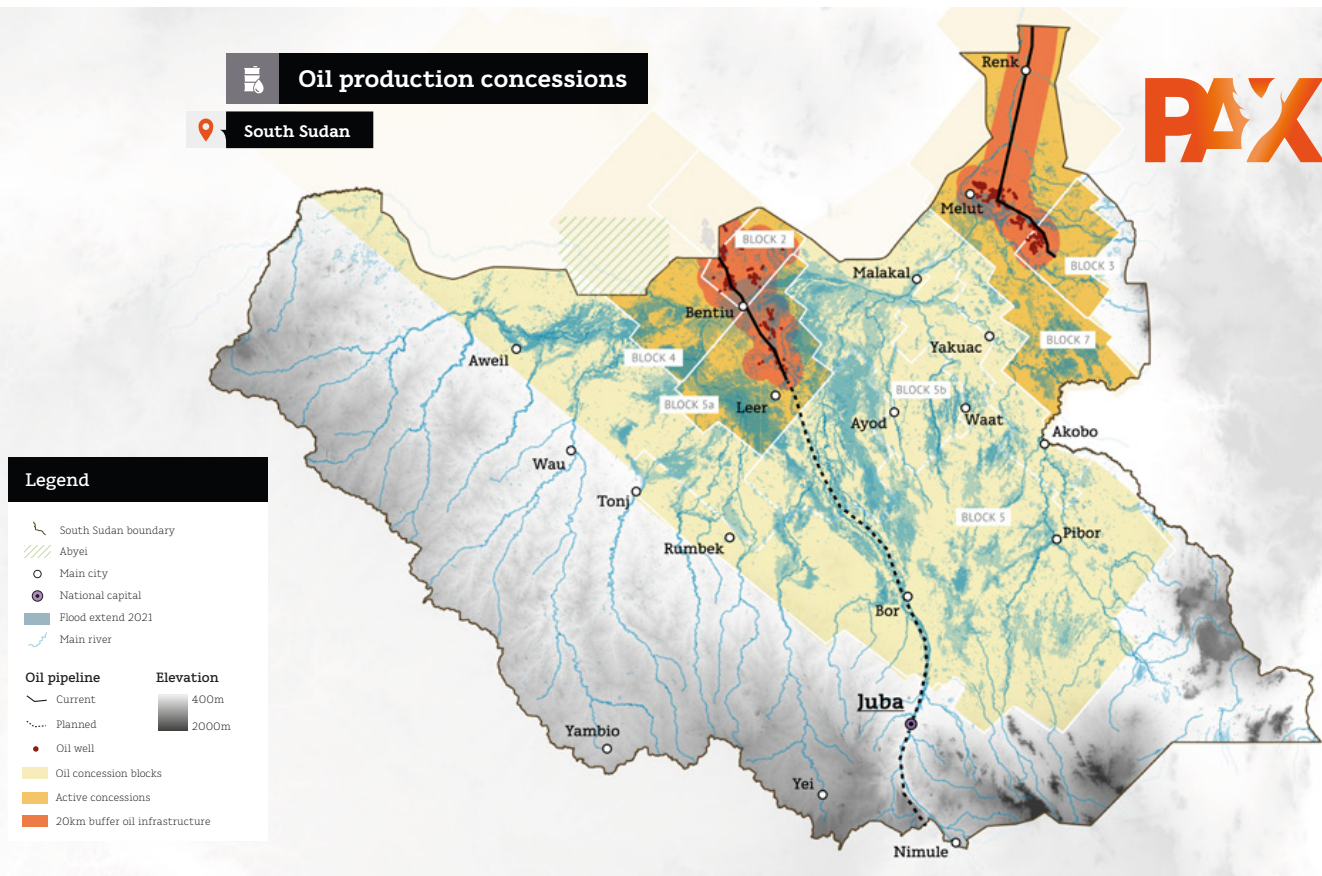 Oil production concessions
South Sudan
PAX
Renk
Melut
BLOCK 2
BLOCK 3
Malakal
Bentiu
Yakuac
BLOCK 7
Aweil
BLOCK 4
BLOCK 5b
BLOCK 5a
Leer
Ayod
Waat
Akobo
Wau
Tonj
BLOCK 5
Pibor
Rumbek
Bor
Juba
Yambio
Yei
Nimule
Legend
South Sudan boundary
Abyei
Main city
National capital
Flood extend 2021
Main river
Oil pipeline
Current
Planned
Oil well
Elevation
400m
2000m
Oil concession blocks
Active concessions
20km buffer oil infrastructure